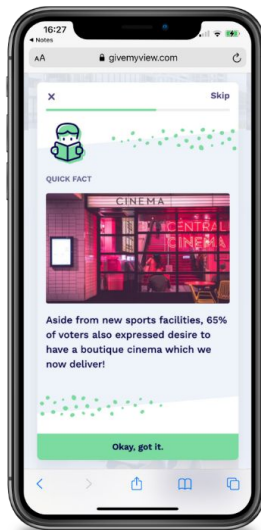 16:27
Notes
AA
givemyview.com
Skip
QUICK FACT
CINEMA
CENTRAL
CINEMA
Aside from new sports facilities, 65%
of voters also expressed desire to
have a boutique cinema which we
now deliver!
Okay, got it.